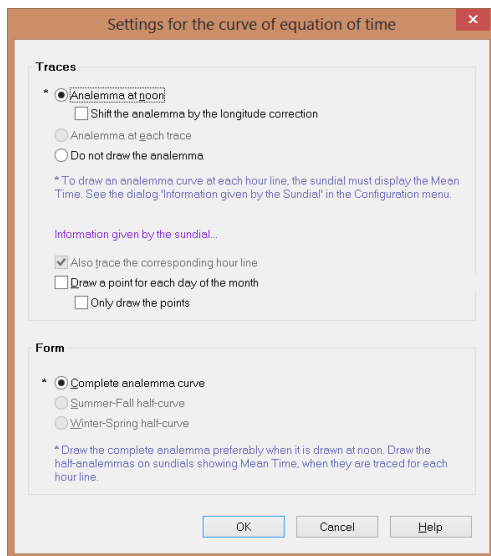 Settings for the curve of equation of time
x
Traces
* Analemma at noon
Shift the analemma by the longitude correction
Analemma at each trace
Do not draw the analemma
* To draw an analemma curve at each hour line, the sundial must display the Mean
Time. See the dialog 'Information given by the Sundial' in the Configuration menu.
Information given by the sundial...
Also trace the corresponding hour line
Draw a point for each day of the month
Only draw the points
Form
* Complete analemma curve
Summer-Fall half-curve
Winter-Spring half-curve
* Draw the complete analemma preferably when it is drawn at noon. Draw the
half-analemmas on sundials showing Mean Time, when they are traced for each
hour line.
OK Cancel Help